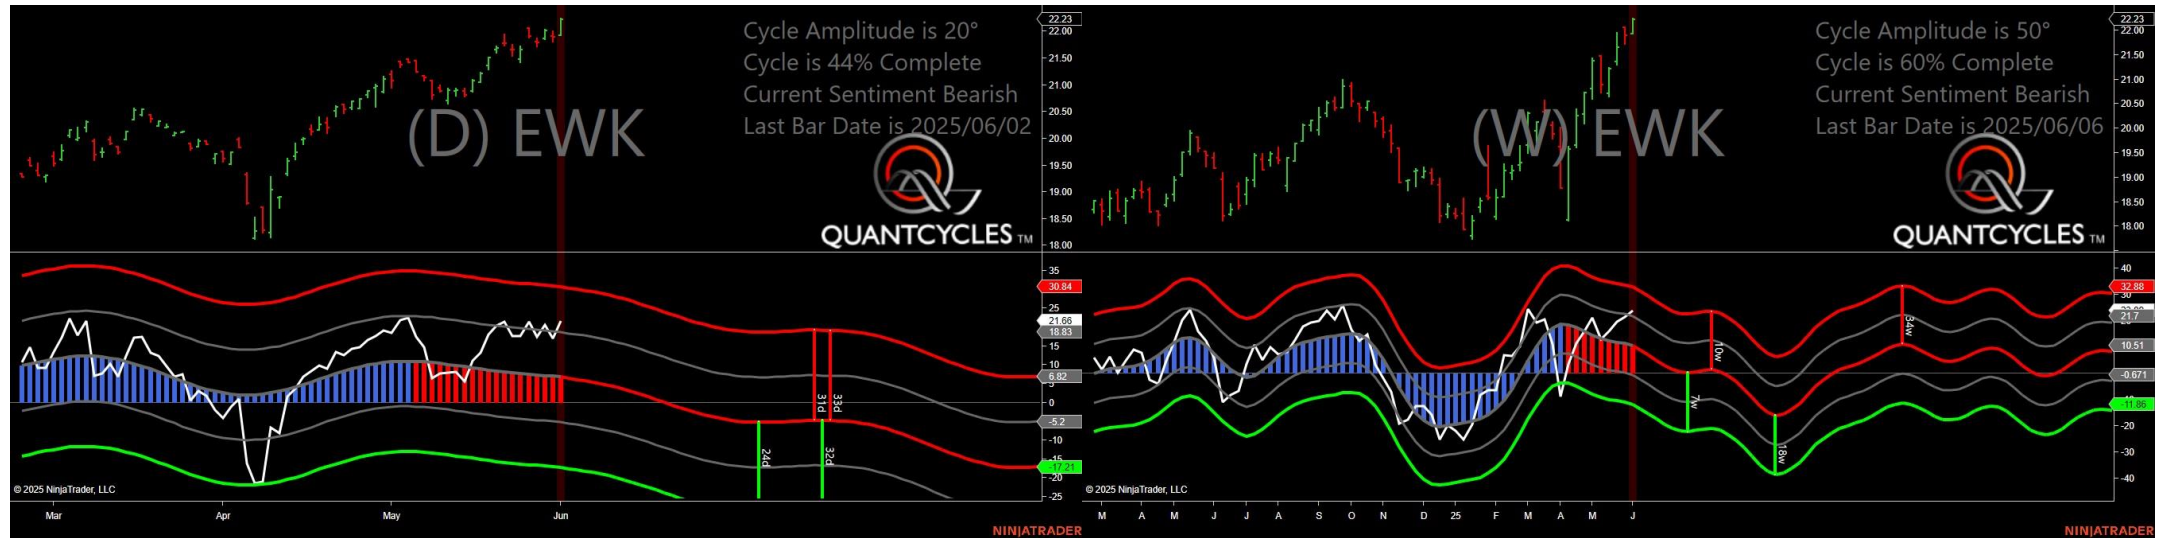 Cycle Amplitude is 20°
Cycle is 44% Complete
Current Sentiment Bearish
Last Bar Date is 2025/06/02
(D) EWK
QUANTCYCLES TM
22.23
22.00
21.50
21.00
20.50
20.00
19.50
19.00
18.50
18.00
35
30.84
25
21.66
18.83
15
10
6.82
5
0
-5.2
-10
-15
-17.21
-20
-25
31d
33d
24d
32d
© 2025 NinjaTrader, LLC
Mar Apr May Jun
NINJATRADER
Cycle Amplitude is 50°
Cycle is 60% Complete
Current Sentiment Bearish
Last Bar Date is 2025/06/06
(W) EWK
QUANTCYCLES TM
22.23
22.00
21.50
21.00
20.50
20.00
19.50
19.00
18.50
18.00
40
32.88
30
21.7
10.51
-0.671
-11.86
-20
-30
-40
10w
7w
18w
34w
© 2025 NinjaTrader, LLC
M A M J J A S O N D 25 F M A M J
NINJATRADER